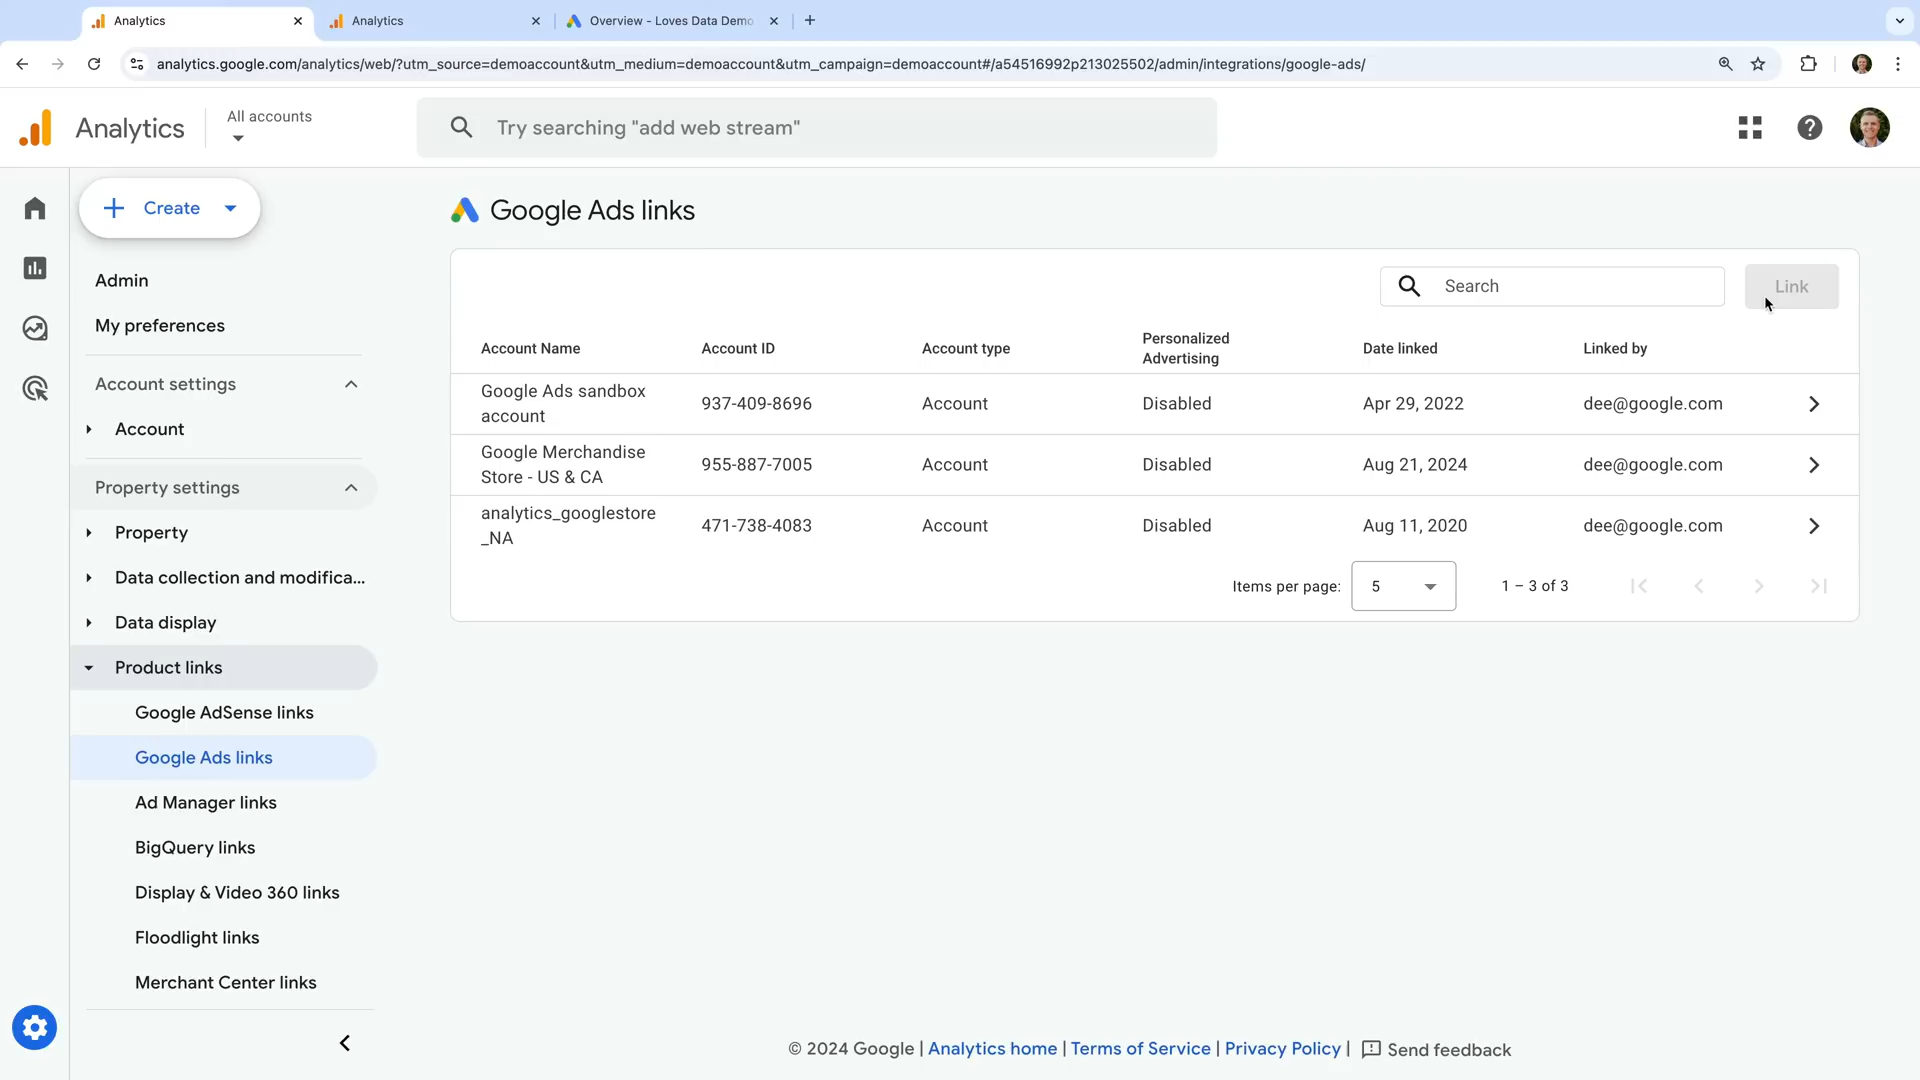 Analytics
Analytics
Overview - Loves Data Demo
analytics.google.com/analytics/web/?utm_source=demoaccount&utm_medium=demoaccount&utm_campaign=demoaccount#/a54516992p213025502/admin/integrations/google-ads/
Analytics
All accounts
Try searching "add web stream"
Create
Admin
My preferences
Account settings
Account
Property settings
Property
Data collection and modifica...
Data display
Product links
Google AdSense links
Google Ads links
Ad Manager links
BigQuery links
Display & Video 360 links
Floodlight links
Merchant Center links
Google Ads links
Search
Link
Account Name Account ID Account type Personalized Advertising Date linked Linked by
Google Ads sandbox account 937-409-8696 Account Disabled Apr 29, 2022 dee@google.com
Google Merchandise Store - US & CA 955-887-7005 Account Disabled Aug 21, 2024 dee@google.com
analytics_googlestore_NA 471-738-4083 Account Disabled Aug 11, 2020 dee@google.com
Items per page: 5 1 – 3 of 3
© 2024 Google | Analytics home | Terms of Service | Privacy Policy | Send feedback